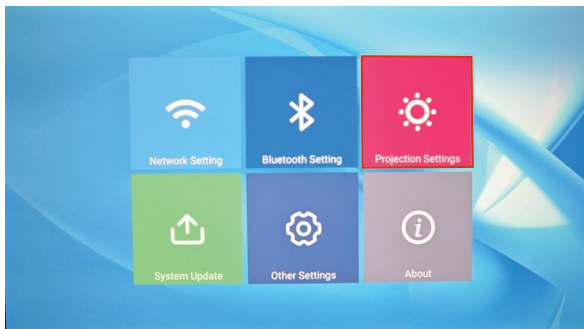 Network Setting
Bluetooth Setting
Projection Settings
System Update
Other Settings
About